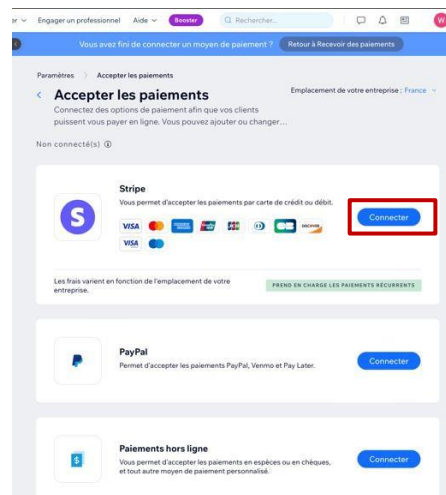 Engager un professionnel Aide Booster Rechercher...
Vous avez fini de connecter un moyen de paiement ? Retour à Recevoir des paiements
Paramètres > Accepter les paiements
Accepter les paiements
Emplacement de votre entreprise : France
Connectez des options de paiement afin que vos clients
puissent vous payer en ligne. Vous pouvez ajouter ou changer...
Non connecté(s)
Stripe
Vous permet d'accepter les paiements par carte de crédit ou débit.
S
Connecter
VISA
DISCOVER
VISA
Les frais varient en fonction de l'emplacement de votre
entreprise.
PREND EN CHARGE LES PAIEMENTS RÉCURRENTS
PayPal
Permet d'accepter les paiements PayPal, Venmo et Pay Later.
Connecter
Paiements hors ligne
Vous permet d'accepter les paiements en espèces ou en chèques,
et tout autre moyen de paiement personnalisé.
$
Connecter